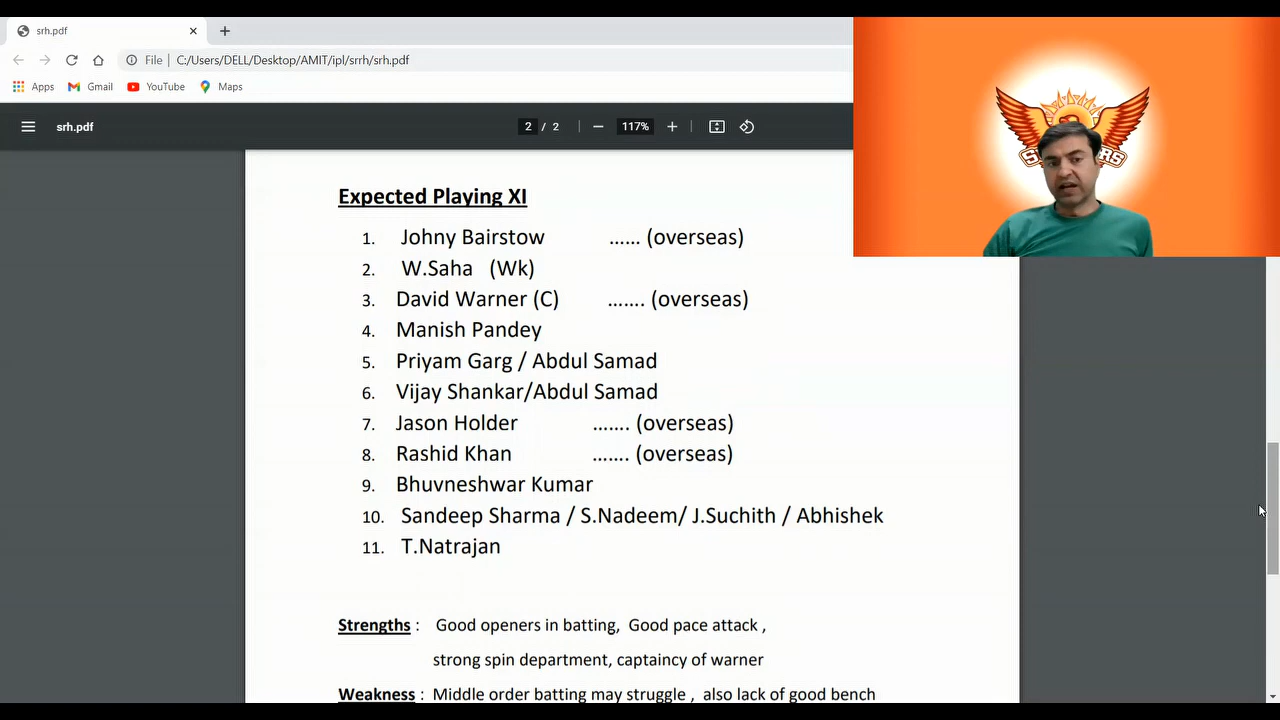 srh.pdf
File | C:/Users/DELL/Desktop/AMIT/ipl/srrh/srh.pdf
Apps Gmail YouTube Maps
srh.pdf 2 / 2 117%
Expected Playing XI
1. Johny Bairstow ...... (overseas)
2. W.Saha (Wk)
3. David Warner (C) ....... (overseas)
4. Manish Pandey
5. Priyam Garg / Abdul Samad
6. Vijay Shankar/Abdul Samad
7. Jason Holder ....... (overseas)
8. Rashid Khan ....... (overseas)
9. Bhuvneshwar Kumar
10. Sandeep Sharma / S.Nadeem/ J.Suchith / Abhishek
11. T.Natrajan
Strengths : Good openers in batting, Good pace attack ,
strong spin department, captaincy of warner
Weakness : Middle order batting may struggle , also lack of good bench